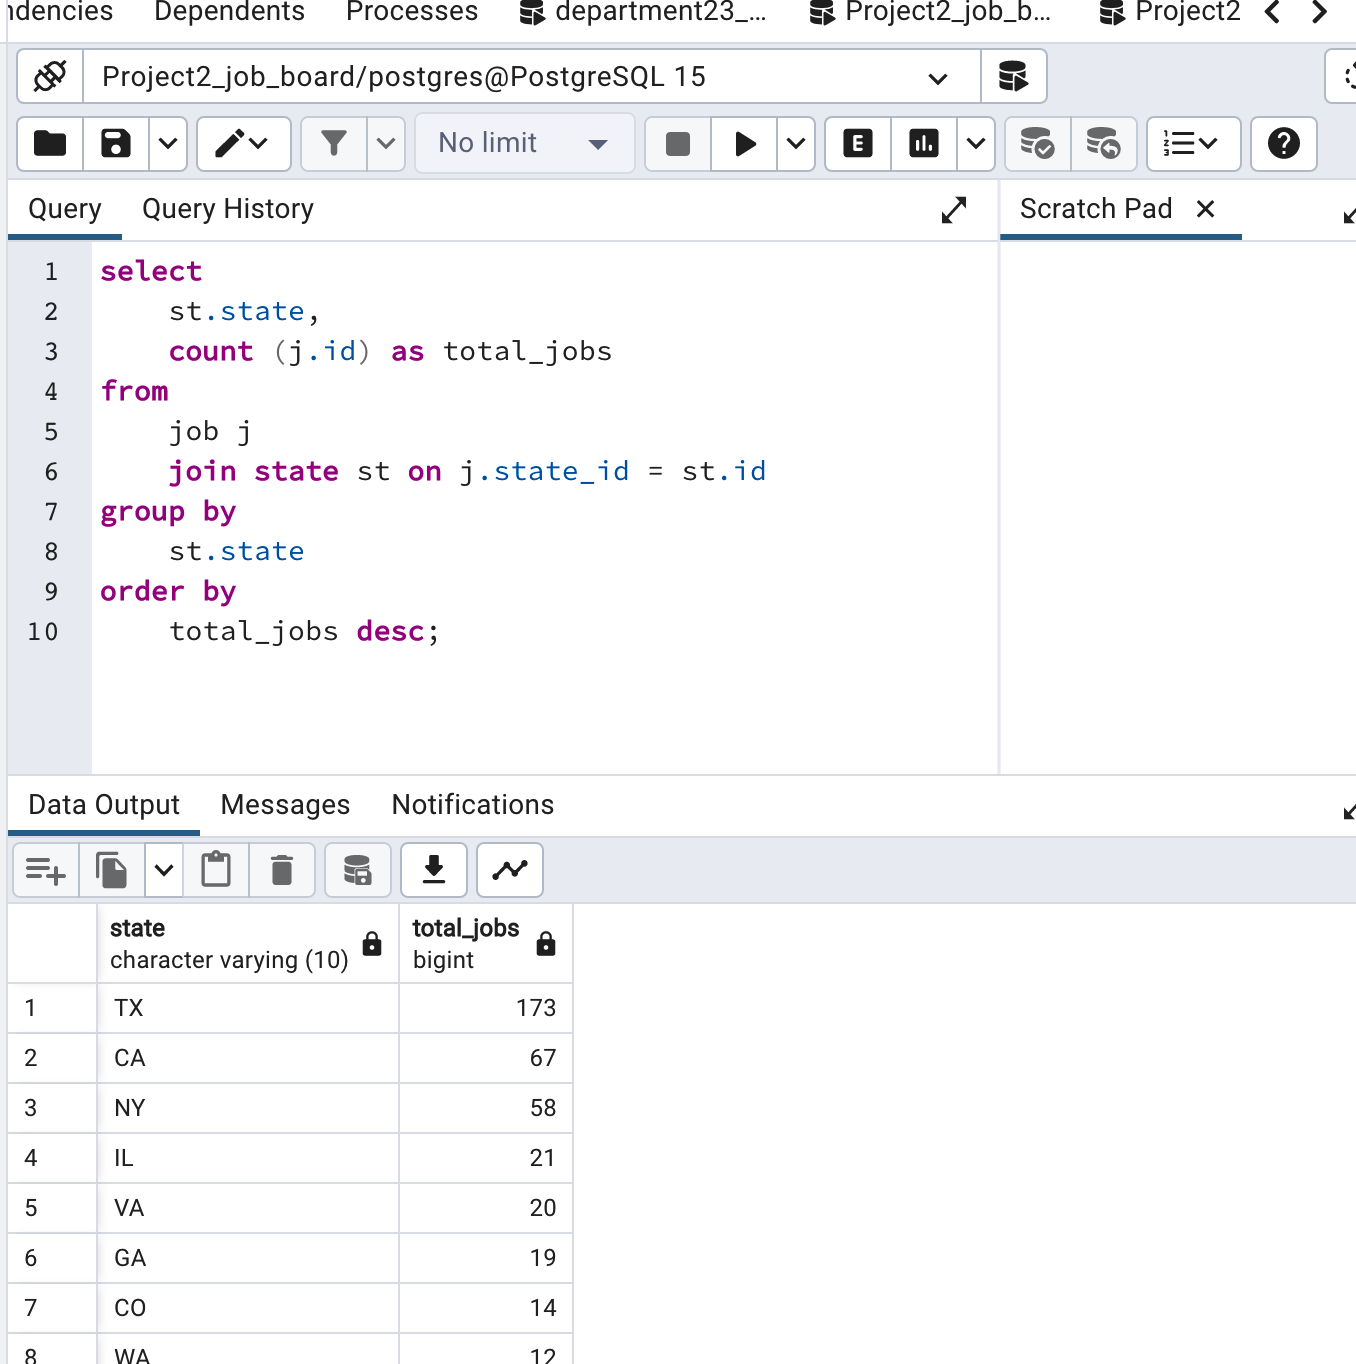 Dependents Processes department23_... Project2_job_b... Project2
Project2_job_board/postgres@PostgreSQL 15
No limit E
Query Query History Scratch Pad
1 select
2 st.state,
3 count (j.id) as total_jobs
4 from
5 job j
6 join state st on j.state_id = st.id
7 group by
8 st.state
9 order by
10 total_jobs desc;
Data Output Messages Notifications
state total_jobs
character varying (10) bigint
1 TX 173
2 CA 67
3 NY 58
4 IL 21
5 VA 20
6 GA 19
7 CO 14
8 WA 12